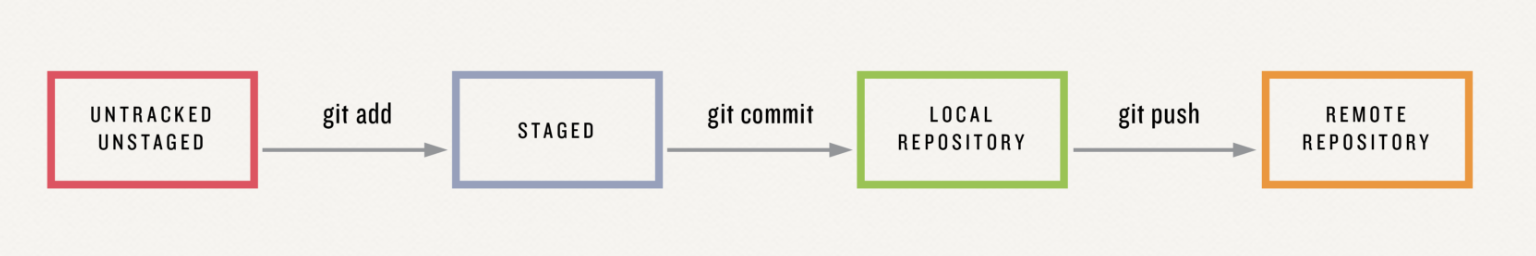 UNTRACKED
UNSTAGED
git add
STAGED
git commit
LOCAL
REPOSITORY
git push
REMOTE
REPOSITORY